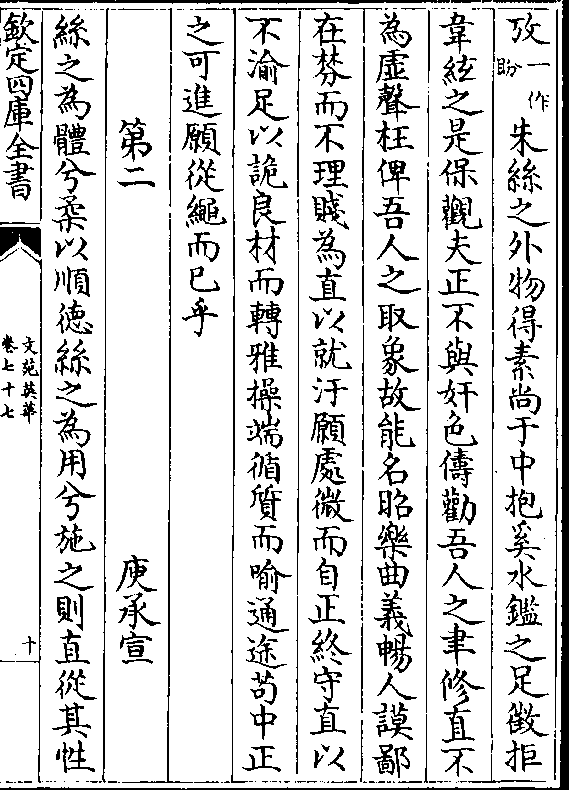 攷一作盼朱絲之外物得素尚于中抱奚水鑑之足徵拒
韋絃之是保觀夫正不與奸色儔勸吾人之聿修直不
為虛聲枉俾吾人之取象故能名昭樂曲義暢人謨鄙
在棼而不理賤為直以就汙願處微而自正終守直以
不渝足以詭良材而轉雅操端循質而喻通途苟中正
之可進願從繩而已乎
第二　庾承宣
絲之為體兮柔以順德絲之為用兮施之則直從其性
欽定四庫全書
文苑英華
卷七十七
十